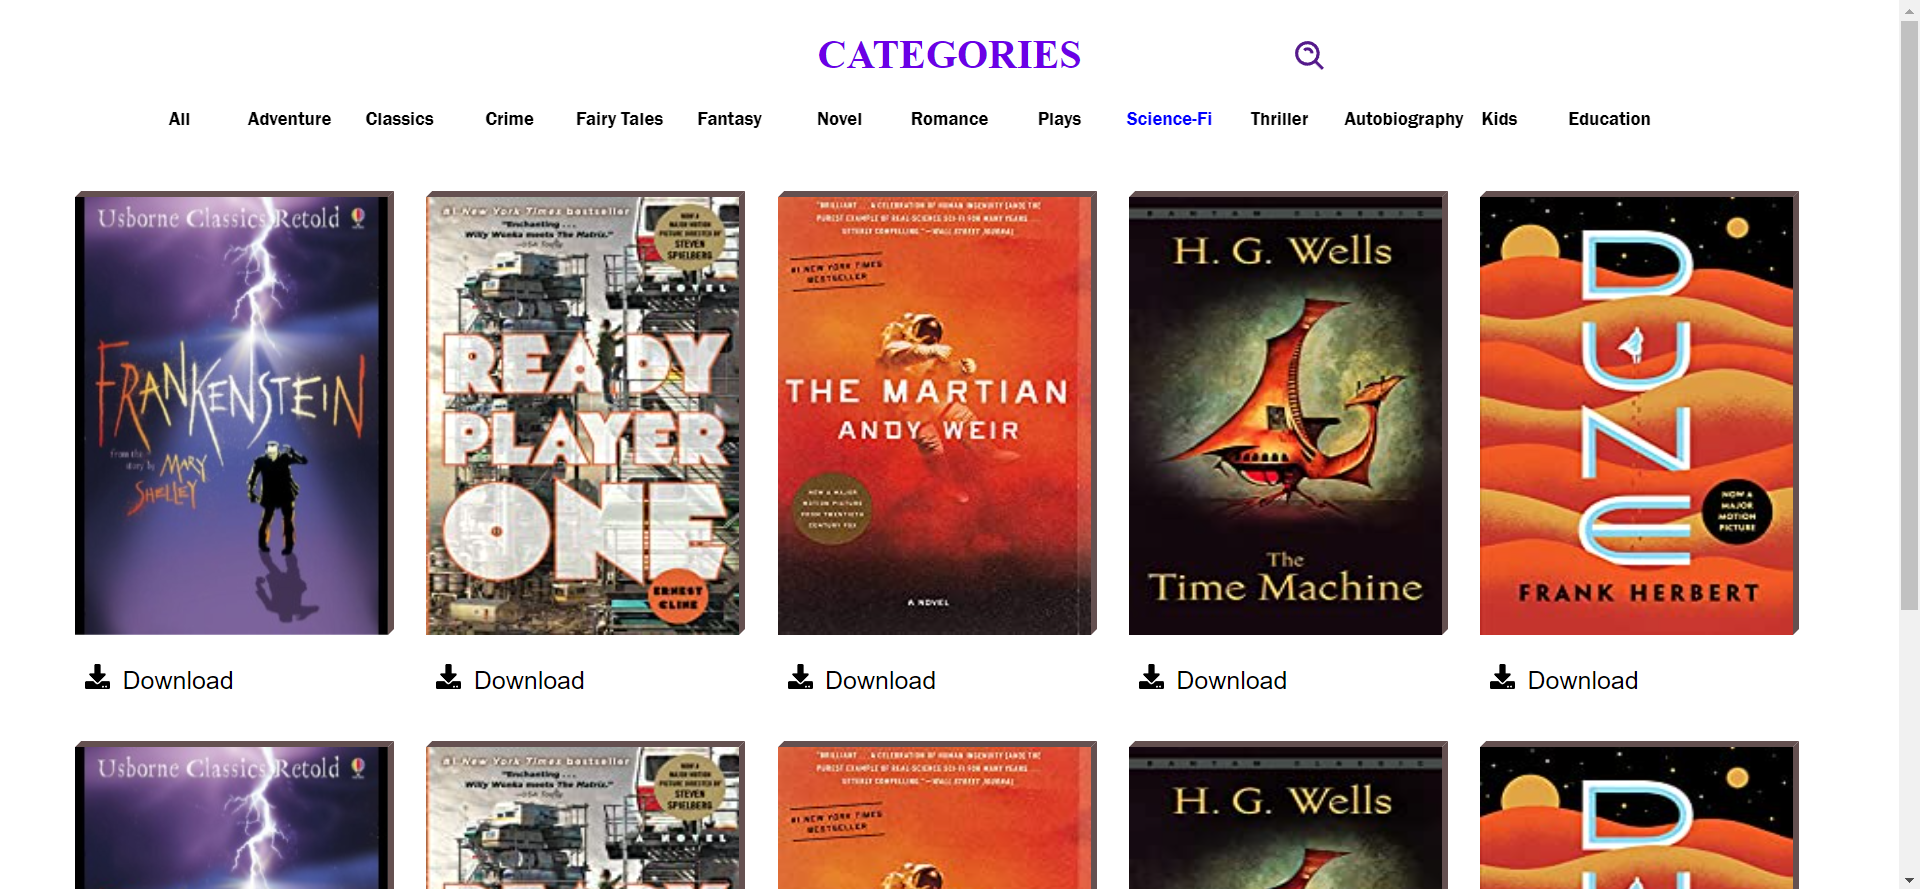 CATEGORIES
All Adventure Classics Crime Fairy Tales Fantasy Novel Romance Plays Science-Fi Thriller Autobiography Kids Education
Usborne Classics Retold
FRANKENSTEIN
from the
story by MARY
SHELLEY
#1 New York Times bestseller
"Enchanting . . .
Willy Wonka meets The Matrix."
—USA Today
NOW A
MAJOR MOTION
PICTURE DIRECTED BY
STEVEN
SPIELBERG
A NOVEL
READY
PLAYER
ONE
ERNEST
CLINE
"BRILLIANT . . . A CELEBRATION OF HUMAN INGENUITY [AND] THE
PUREST EXAMPLE OF REAL-SCIENCE SCI-FI FOR MANY YEARS . . .
UTTERLY COMPELLING."—WALL STREET JOURNAL
#1 NEW YORK TIMES
BESTSELLER
THE MARTIAN
ANDY WEIR
NOW A MAJOR
MOTION PICTURE
FROM TWENTIETH
CENTURY FOX
A NOVEL
BANTAM CLASSIC
H. G. Wells
The
Time Machine
DUNE
NOW A
MAJOR
MOTION
PICTURE
FRANK HERBERT
Download Download Download Download Download
Usborne Classics Retold
#1 New York Times bestseller
"Enchanting . . .
Willy Wonka meets The Matrix."
—USA Today
NOW A
MAJOR MOTION
PICTURE DIRECTED BY
STEVEN
SPIELBERG
A NOVEL
READY
"BRILLIANT . . . A CELEBRATION OF HUMAN INGENUITY [AND] THE
PUREST EXAMPLE OF REAL-SCIENCE SCI-FI FOR MANY YEARS . . .
UTTERLY COMPELLING."—WALL STREET JOURNAL
#1 NEW YORK TIMES
BESTSELLER
BANTAM CLASSIC
H. G. Wells
DU